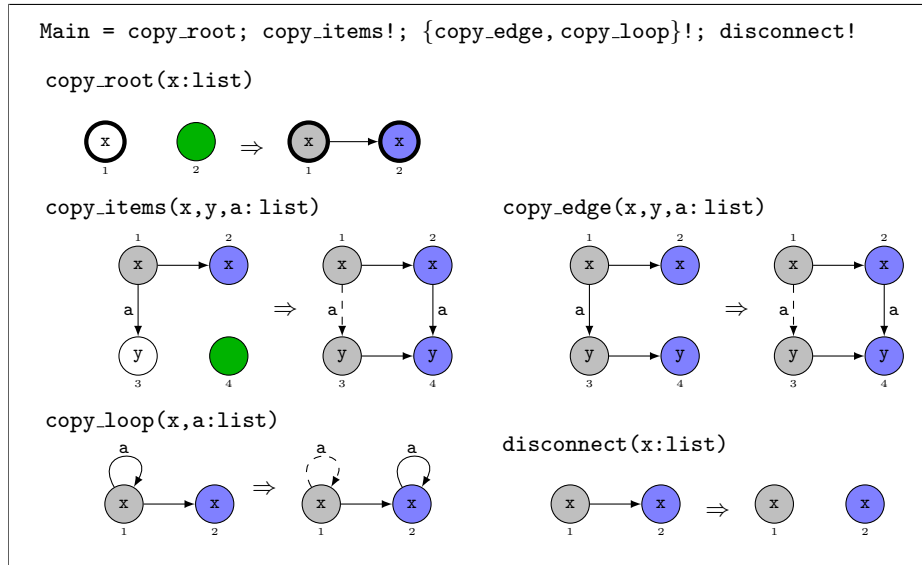 Main = copy_root; copy_items!; {copy_edge, copy_loop}!; disconnect!
copy_root(x:list)
x ⇒ x x
1 2 1 2
copy_items(x,y,a: list)
1 2 1 2
x x x x
a ⇒ a a
y y y
3 4 3 4
copy_edge(x,y,a: list)
1 2 1 2
x x x x
a ⇒ a a
y y y y
3 4 3 4
copy_loop(x,a:list)
a a a
x x ⇒ x x
1 2 1 2
disconnect(x:list)
x x ⇒ x x
1 2 1 2